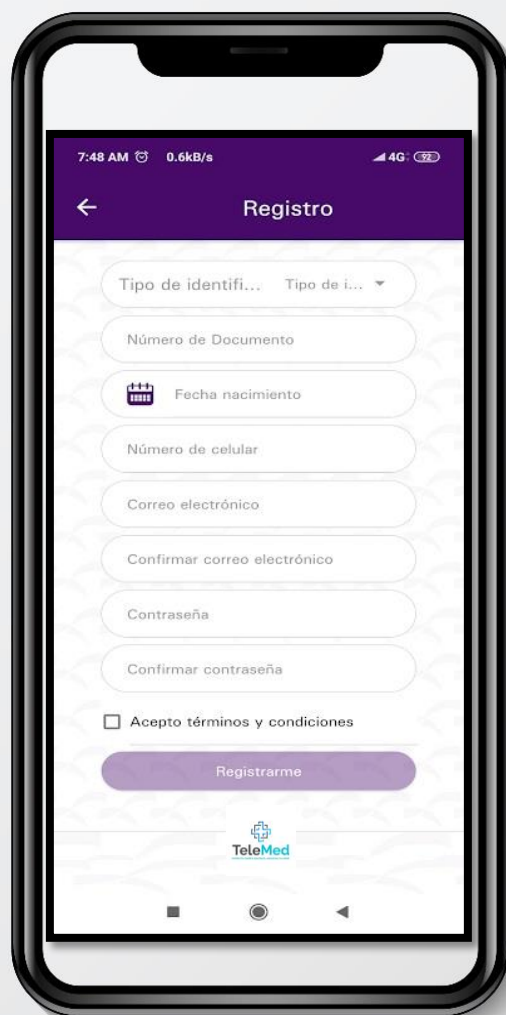 7:48 AM 0.6kB/s 4G 92
Registro
Tipo de identifi... Tipo de i...
Número de Documento
Fecha nacimiento
Número de celular
Correo electrónico
Confirmar correo electrónico
Contraseña
Confirmar contraseña
Acepto términos y condiciones
Registrarme
TeleMed